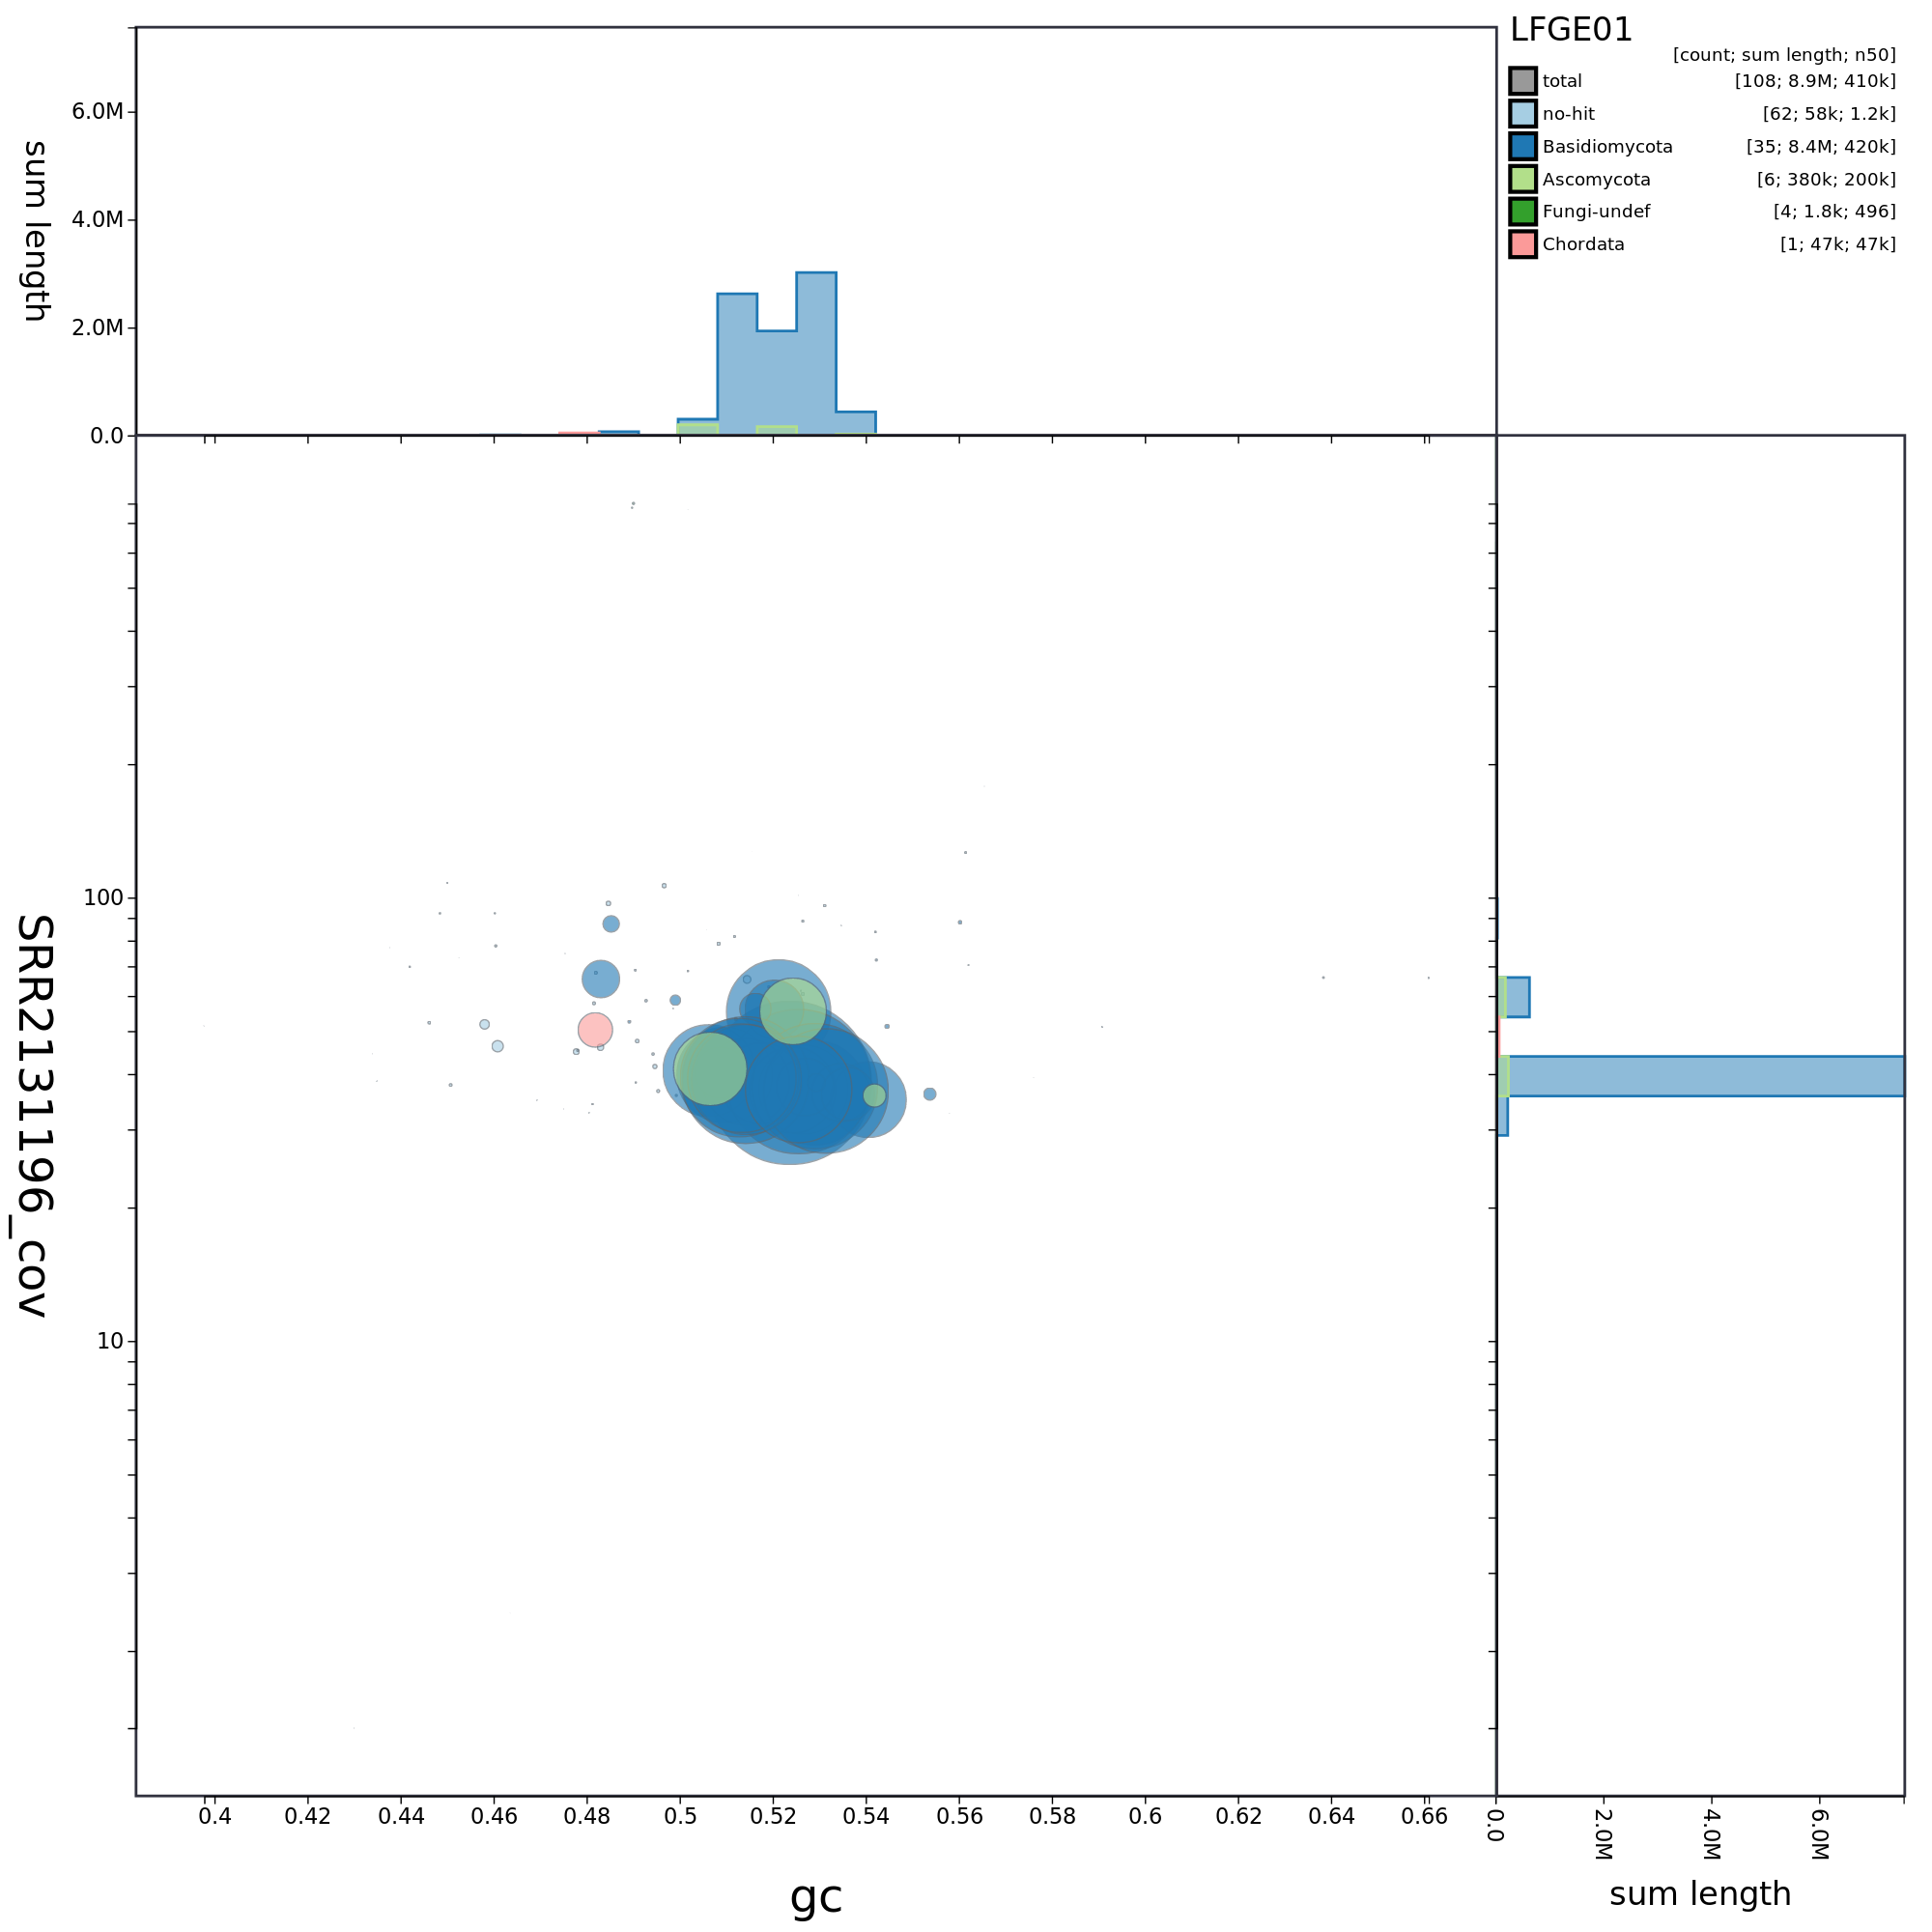 LFGE01
[count; sum length; n50]
total [108; 8.9M; 410k]
no-hit [62; 58k; 1.2k]
Basidiomycota [35; 8.4M; 420k]
Ascomycota [6; 380k; 200k]
Fungi-undef [4; 1.8k; 496]
Chordata [1; 47k; 47k]
sum length
6.0M
4.0M
2.0M
0.0
SRR2131196_cov
100
10
0.4 0.42 0.44 0.46 0.48 0.5 0.52 0.54 0.56 0.58 0.6 0.62 0.64 0.66
gc
0.0 2.0M 4.0M 6.0M
sum length